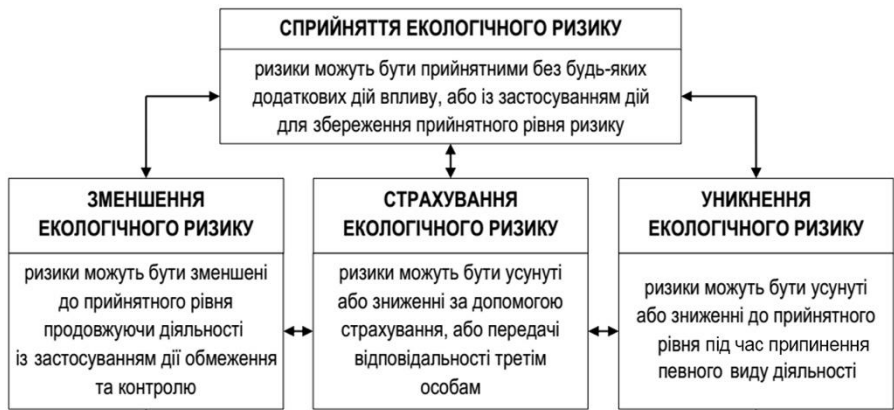 СПРИЙНЯТТЯ ЕКОЛОГІЧНОГО РИЗИКУ
ризики можуть бути прийнятними без будь-яких
додаткових дій впливу, або із застосуванням дій
для збереження прийнятного рівня ризику
ЗМЕНШЕННЯ
ЕКОЛОГІЧНОГО РИЗИКУ
ризики можуть бути зменшені
до прийнятного рівня
продовжуючи діяльності
із застосуванням дії обмеження
та контролю
СТРАХУВАННЯ
ЕКОЛОГІЧНОГО РИЗИКУ
ризики можуть бути усунуті
або зниженні за допомогою
страхування, або передачі
відповідальності третім
особам
УНИКНЕННЯ
ЕКОЛОГІЧНОГО РИЗИКУ
ризики можуть бути усунуті
або зниженні до прийнятного
рівня під час припинення
певного виду діяльності